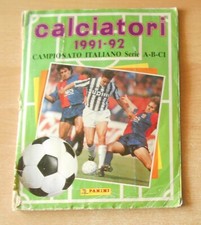 calciatori
1991-92
CAMPIONATO ITALIANO Serie A-B-C1
PANINI